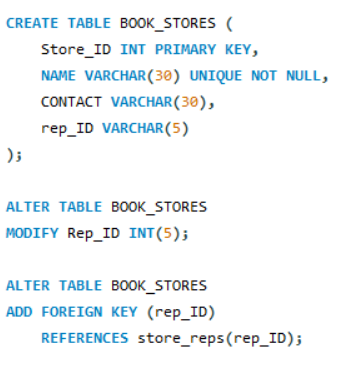 CREATE TABLE BOOK_STORES (
Store_ID INT PRIMARY KEY,
NAME VARCHAR(30) UNIQUE NOT NULL,
CONTACT VARCHAR(30),
rep_ID VARCHAR(5)
);
ALTER TABLE BOOK_STORES
MODIFY Rep_ID INT(5);
ALTER TABLE BOOK_STORES
ADD FOREIGN KEY (rep_ID)
REFERENCES store_reps(rep_ID);